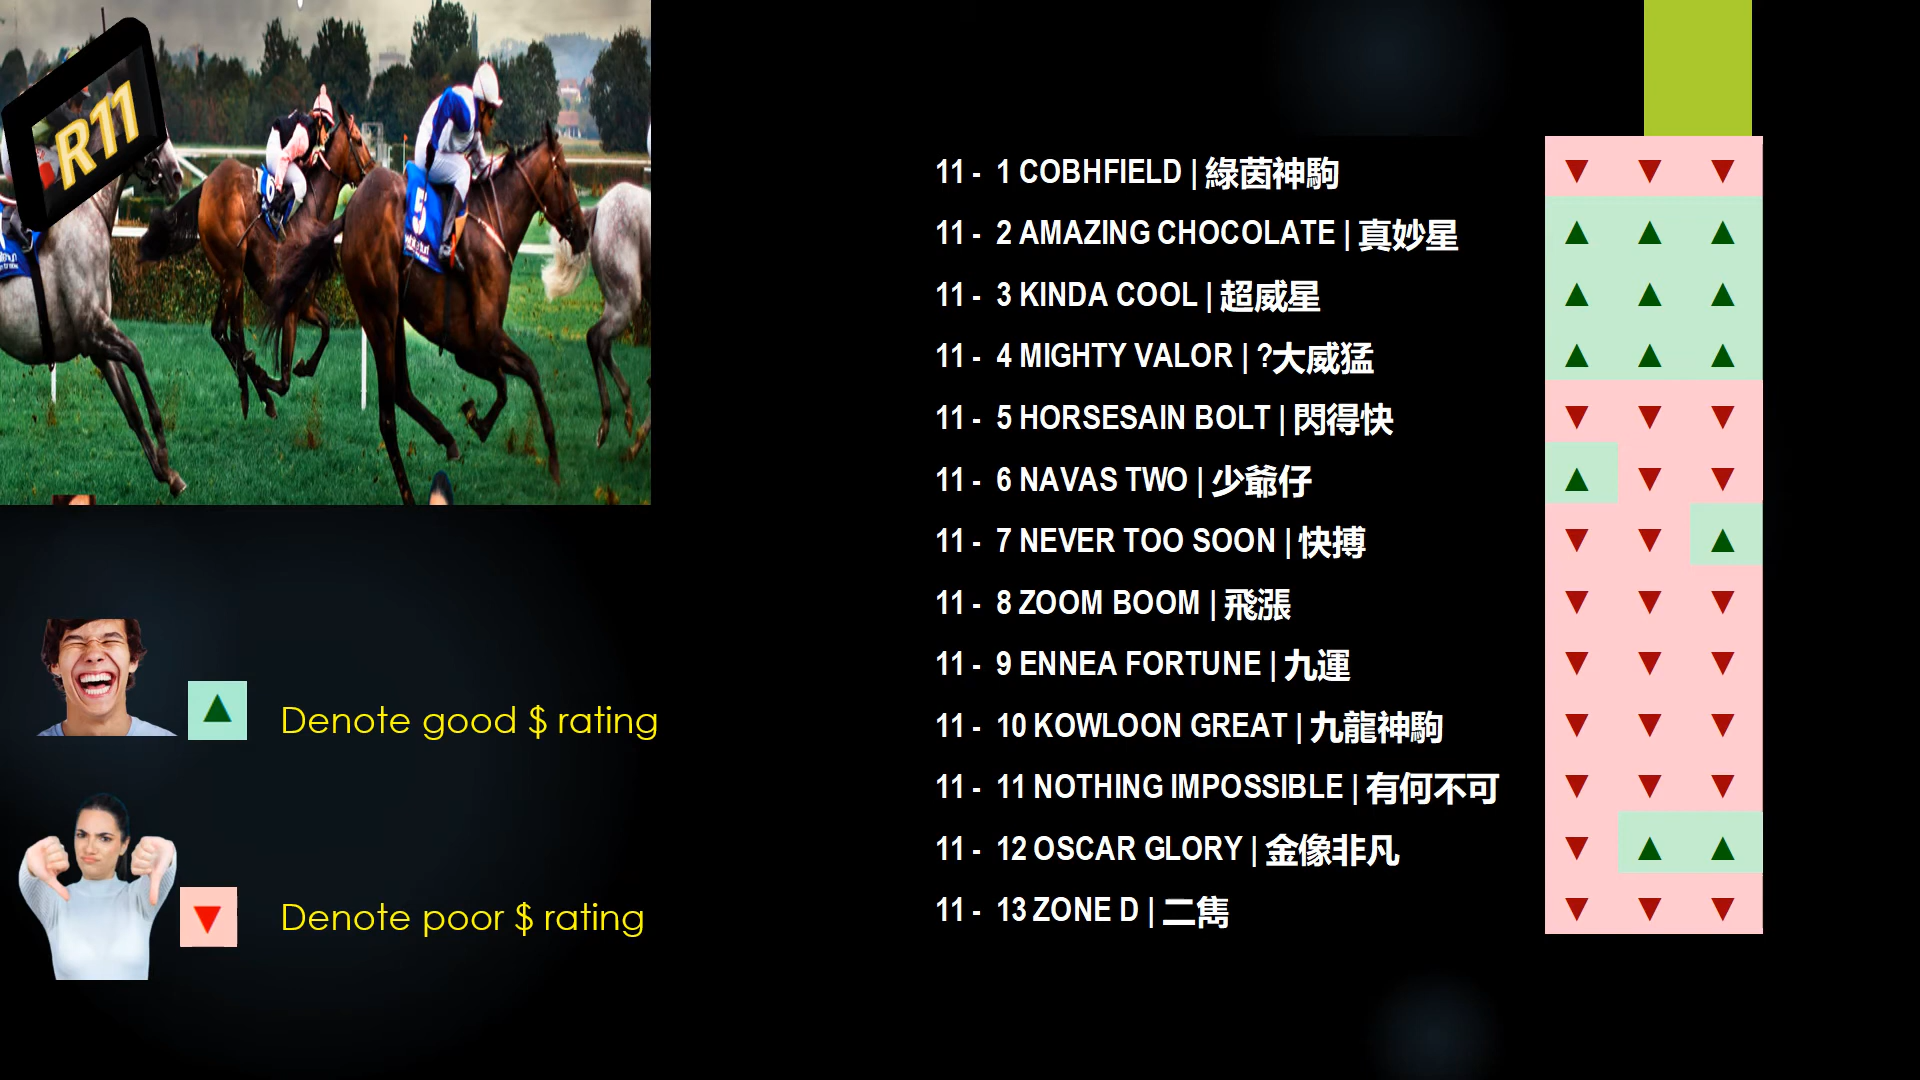 R11
5
6
11 - 1 COBHFIELD | 綠茵神駒 ▼ ▼ ▼
11 - 2 AMAZING CHOCOLATE | 真妙星 ▲ ▲ ▲
11 - 3 KINDA COOL | 超威星 ▲ ▲ ▲
11 - 4 MIGHTY VALOR | ?大威猛 ▲ ▲ ▲
11 - 5 HORSESAIN BOLT | 閃得快 ▼ ▼ ▼
11 - 6 NAVAS TWO | 少爺仔 ▲ ▼ ▼
11 - 7 NEVER TOO SOON | 快搏 ▼ ▼ ▲
11 - 8 ZOOM BOOM | 飛漲 ▼ ▼ ▼
11 - 9 ENNEA FORTUNE | 九運 ▼ ▼ ▼
11 - 10 KOWLOON GREAT | 九龍神駒 ▼ ▼ ▼
11 - 11 NOTHING IMPOSSIBLE | 有何不可 ▼ ▼ ▼
11 - 12 OSCAR GLORY | 金像非凡 ▼ ▲ ▲
11 - 13 ZONE D | 二雋 ▼ ▼ ▼
▲ Denote good $ rating
▼ Denote poor $ rating